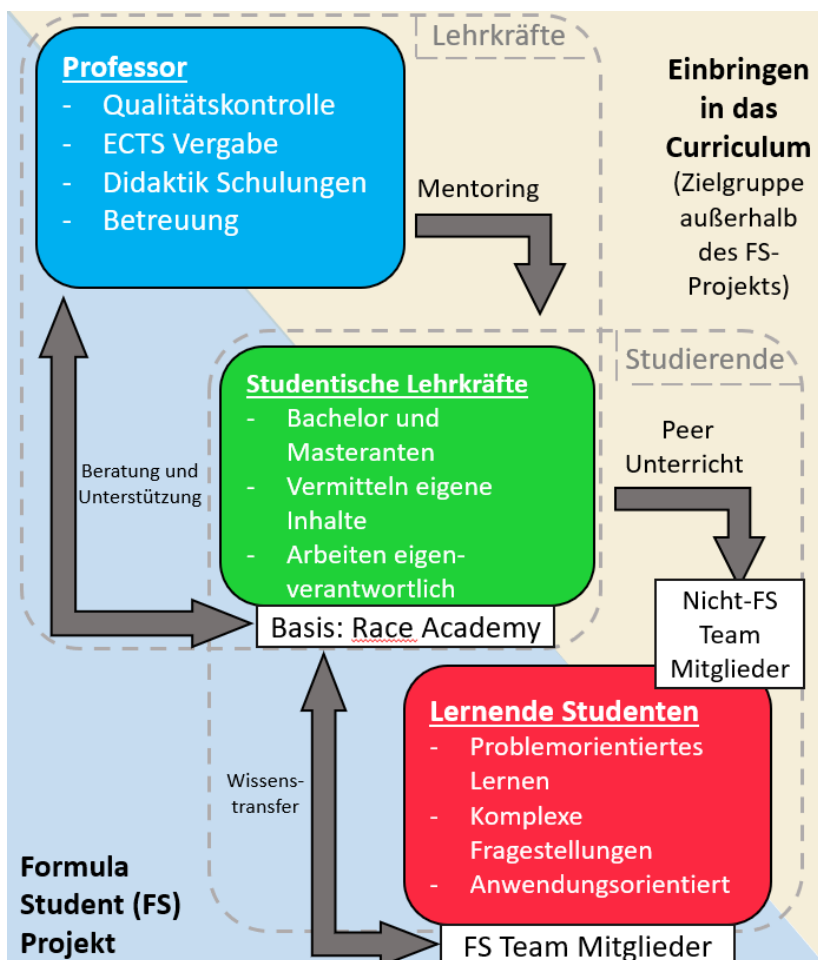 Lehrkräfte
Professor
- Qualitätskontrolle
- ECTS Vergabe
- Didaktik Schulungen
- Betreuung
Mentoring
Einbringen
in das
Curriculum
(Zielgruppe
außerhalb
des FS-
Projekts)
Studierende
Studentische Lehrkräfte
- Bachelor und
Masteranten
- Vermitteln eigene
Inhalte
- Arbeiten eigen-
verantwortlich
Basis: Race Academy
Beratung und
Unterstützung
Peer
Unterricht
Nicht-FS
Team
Mitglieder
Lernende Studenten
- Problemorientiertes
Lernen
- Komplexe
Fragestellungen
- Anwendungsorientiert
FS Team Mitglieder
Wissens-
transfer
Formula
Student (FS)
Projekt